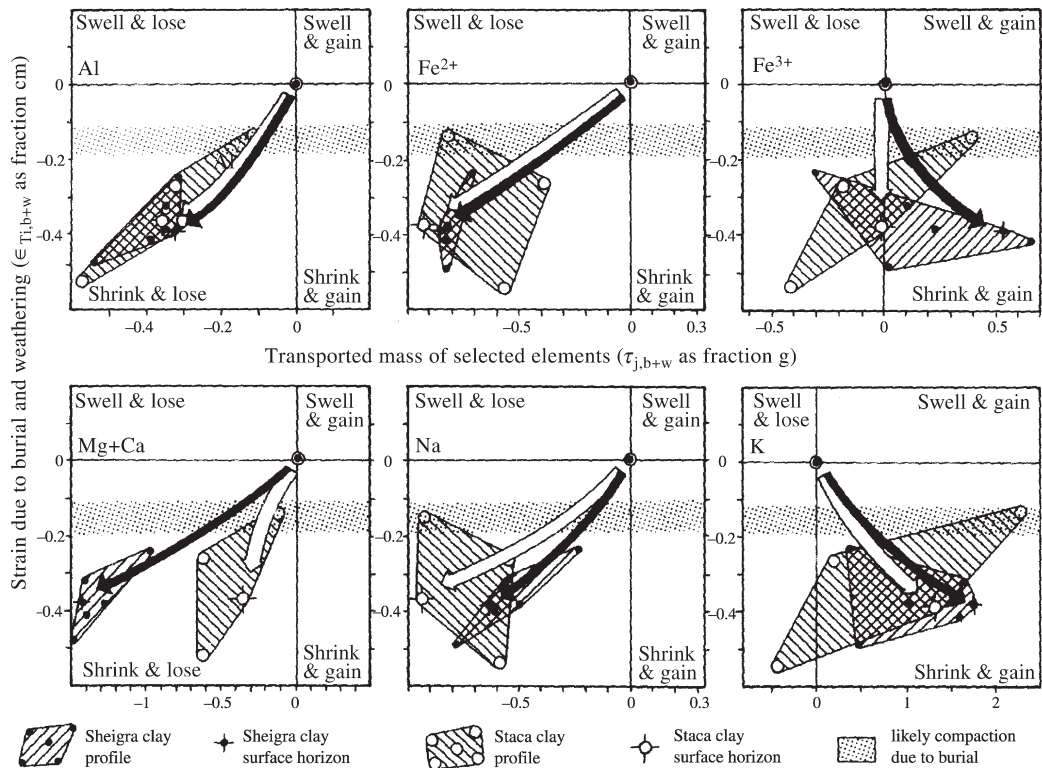 Strain due to burial and weathering (∈Ti,b+w as fraction cm)
Swell & lose
Swell
& gain
Al
0
−0.2
−0.4
Shrink & lose
Shrink
& gain
−0.4
−0.2
0
Swell & lose
Swell
& gain
Fe2+
0
−0.2
−0.4
Shrink
& gain
−0.5
0
0.3
Swell & lose
Swell & gain
Fe3+
0
−0.2
−0.4
Shrink & gain
−0.5
0
0.5
Transported mass of selected elements (τj,b+w as fraction g)
Swell & lose
Swell
& gain
Mg+Ca
0
−0.2
−0.4
Shrink & lose
Shrink
& gain
−1
0
Swell & lose
Swell
& gain
Na
0
−0.2
−0.4
Shrink
& gain
−0.5
0
0.3
Swell
& lose
Swell & gain
K
0
−0.2
−0.4
Shrink & gain
0
1
2
Sheigra clay
profile
Sheigra clay
surface horizon
Staca clay
profile
Staca clay
surface horizon
likely compaction
due to burial